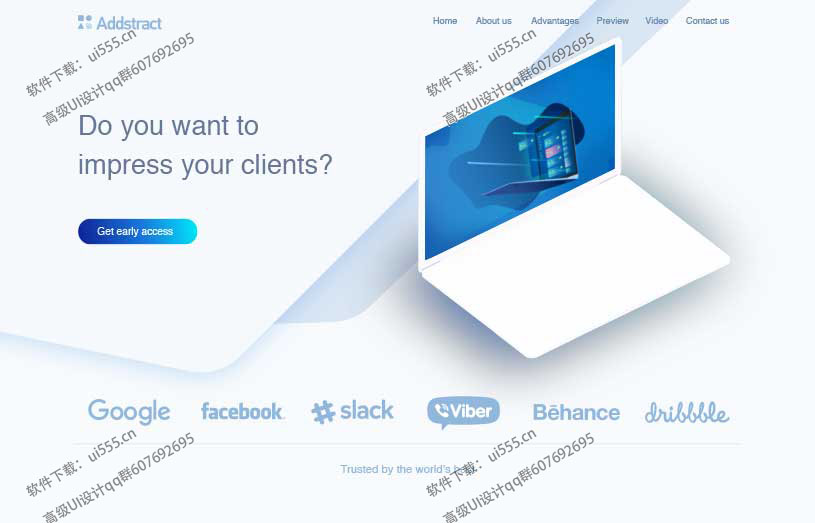 Addstract
Home About us Advantages Preview Video Contact us
软件下载：ui555.cn
高级UI设计qq群607692695
软件下载：ui555.cn
高级UI设计qq群607692695
Do you want to
impress your clients?
Get early access
Google facebook slack Viber Bēhance dribbble
软件下载：ui555.cn
高级UI设计qq群607692695
软件下载：ui555.cn
高级UI设计qq群607692695
Trusted by the world's